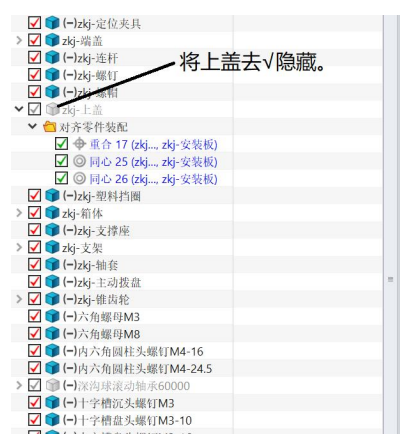 (-)zkj-定位夹具
zkj-端盖
(-)zkj-连杆
将上盖去√隐藏。
(-)zkj-螺钉
(-)zkj-螺帽
zkj-上盖
对齐零件装配
重合 17 (zkj..., zkj-安装板)
同心 25 (zkj..., zkj-安装板)
同心 26 (zkj..., zkj-安装板)
(-)zkj-塑料挡圈
zkj-箱体
(-)zkj-支撑座
zkj-支架
(-)zkj-轴套
(-)zkj-主动拨盘
(-)zkj-锥齿轮
(-)六角螺母M3
(-)六角螺母M8
(-)内六角圆柱头螺钉M4-16
(-)内六角圆柱头螺钉M4-24.5
(-)深沟球滚动轴承60000
(-)十字槽沉头螺钉M3
(-)十字槽盘头螺钉M3-10